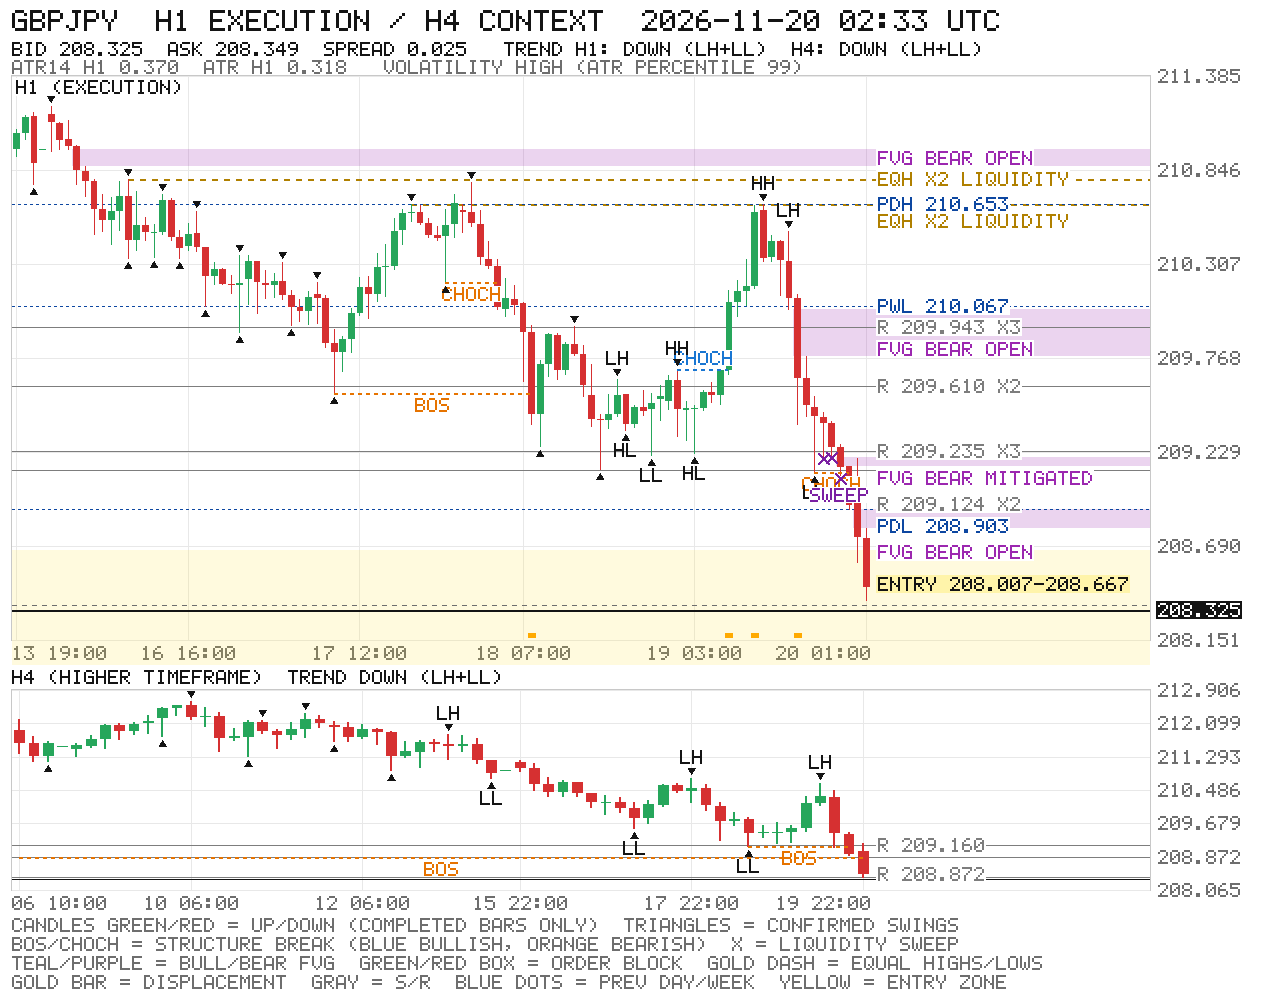 GBPJPY  H1 EXECUTION / H4 CONTEXT  2026-11-20 02:33 UTC
BID 208.325  ASK 208.349  SPREAD 0.025  TREND H1: DOWN (LH+LL)  H4: DOWN (LH+LL)
ATR14 H1 0.370  ATR H1 0.318  VOLATILITY HIGH (ATR PERCENTILE 99)
H1 (EXECUTION)
211.385
FVG BEAR OPEN
210.846
EQH X2 LIQUIDITY
HH
PDH 210.653
LH
EQH X2 LIQUIDITY
210.307
CHOCH
PWL 210.067
R 209.943 X3
FVG BEAR OPEN
HH
CHOCH
LH
209.768
R 209.610 X2
BOS
HL
R 209.235 X3
229.229
LL
HL
FVG BEAR MITIGATED
CHOCH
SWEEP
R 209.124 X2
PDL 208.903
208.690
FVG BEAR OPEN
ENTRY 208.007-208.667
208.325
208.151
13 19:00  16 16:00  17 12:00  18 07:00  19 03:00  20 01:00
H4 (HIGHER TIMEFRAME)  TREND DOWN (LH+LL)
212.906
LH
212.099
LH
LH
211.293
LL
210.486
209.679
LL
R 209.160
BOS
BOS
LL
208.872
R 208.872
208.065
06 10:00  10 06:00  12 06:00  15 22:00  17 22:00  19 22:00
CANDLES GREEN/RED = UP/DOWN (COMPLETED BARS ONLY)  TRIANGLES = CONFIRMED SWINGS
BOS/CHOCH = STRUCTURE BREAK (BLUE BULLISH, ORANGE BEARISH)  X = LIQUIDITY SWEEP
TEAL/PURPLE = BULL/BEAR FVG  GREEN/RED BOX = ORDER BLOCK  GOLD DASH = EQUAL HIGHS/LOWS
GOLD BAR = DISPLACEMENT  GRAY = S/R  BLUE DOTS = PREV DAY/WEEK  YELLOW = ENTRY ZONE